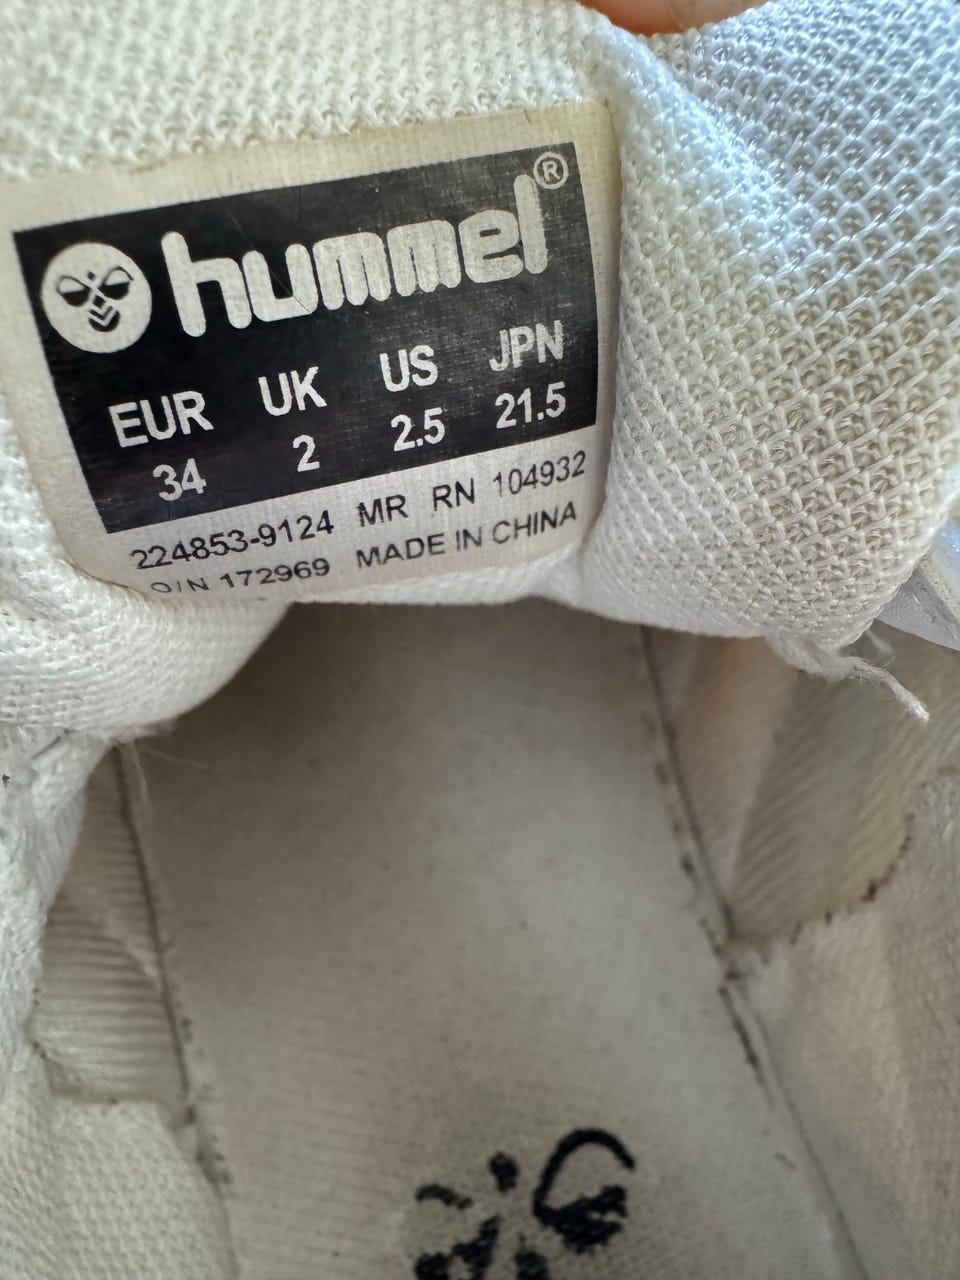 hummel®
EUR UK US JPN
34 2 2.5 21.5
224853-9124 MR RN 104932
O/N 172969 MADE IN CHINA